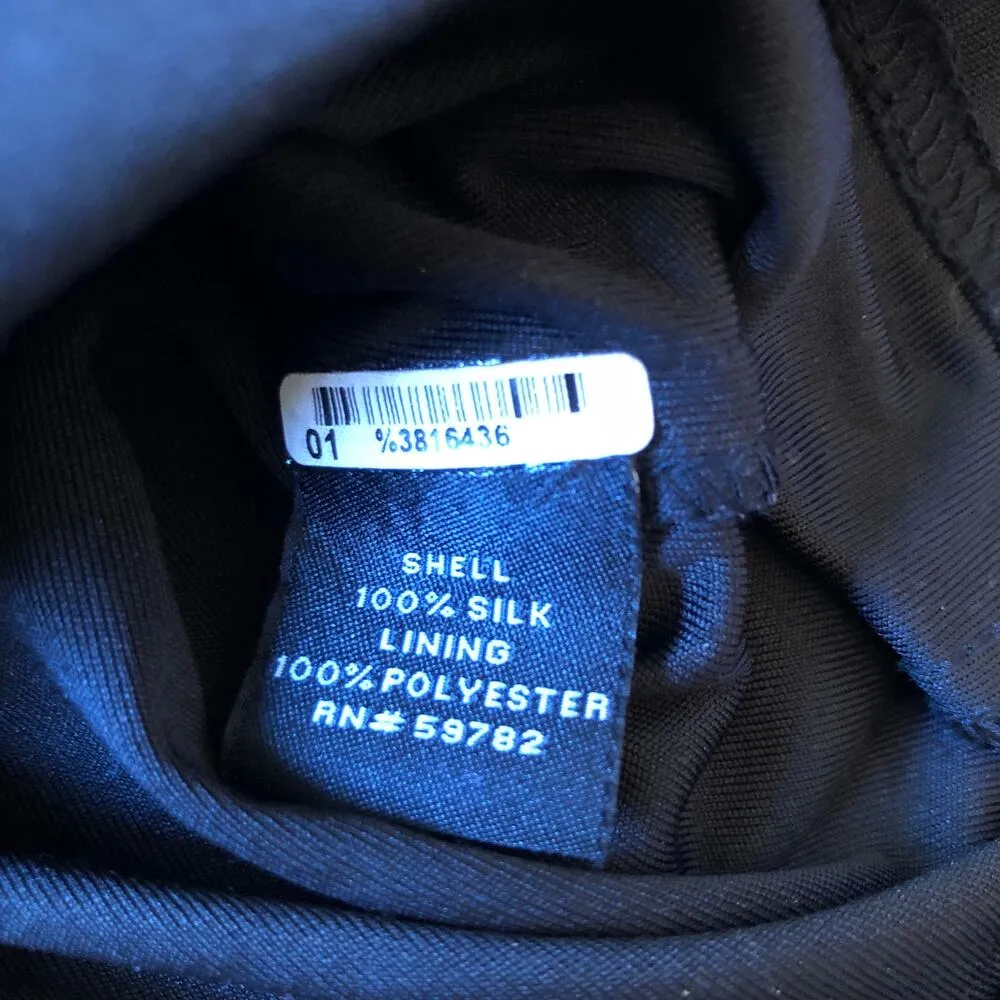 01 %3816436
SHELL
100% SILK
LINING
100% POLYESTER
RN# 59782